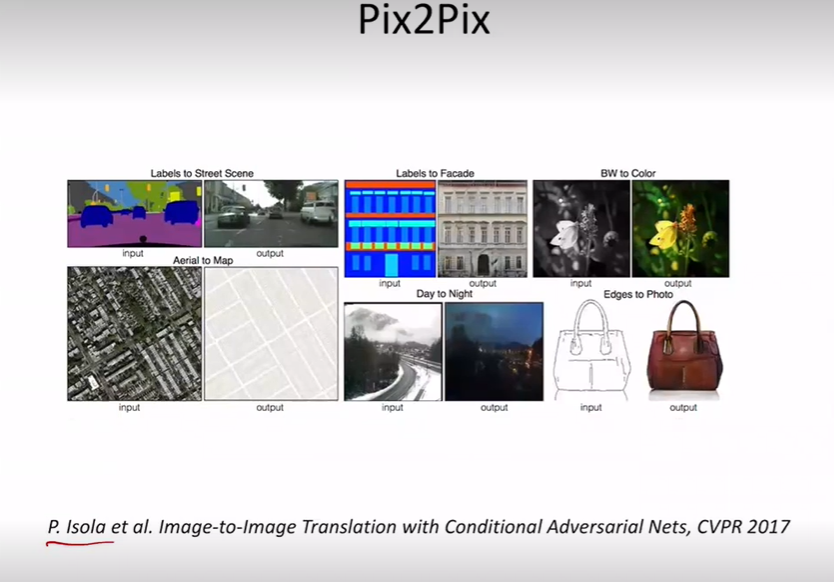 Pix2Pix
Labels to Street Scene
input
output
Aerial to Map
input
output
Labels to Facade
input
output
Day to Night
input
output
BW to Color
input
output
Edges to Photo
input
output
P. Isola et al. Image-to-Image Translation with Conditional Adversarial Nets, CVPR 2017